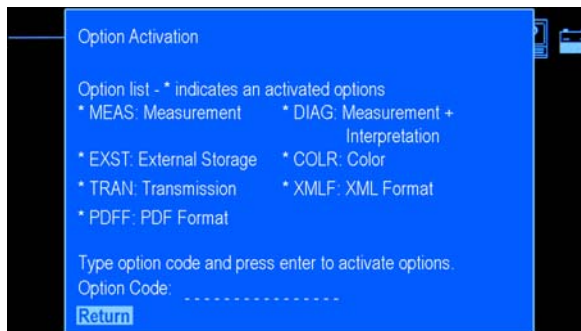 Option Activation
Option list - * indicates an activated options
* MEAS: Measurement * DIAG: Measurement +
Interpretation
* EXST: External Storage * COLR: Color
* TRAN: Transmission * XMLF: XML Format
* PDFF: PDF Format
Type option code and press enter to activate options.
Option Code: _ _ _ _ _ _ _ _ _ _ _ _ _ _ _ _
Return